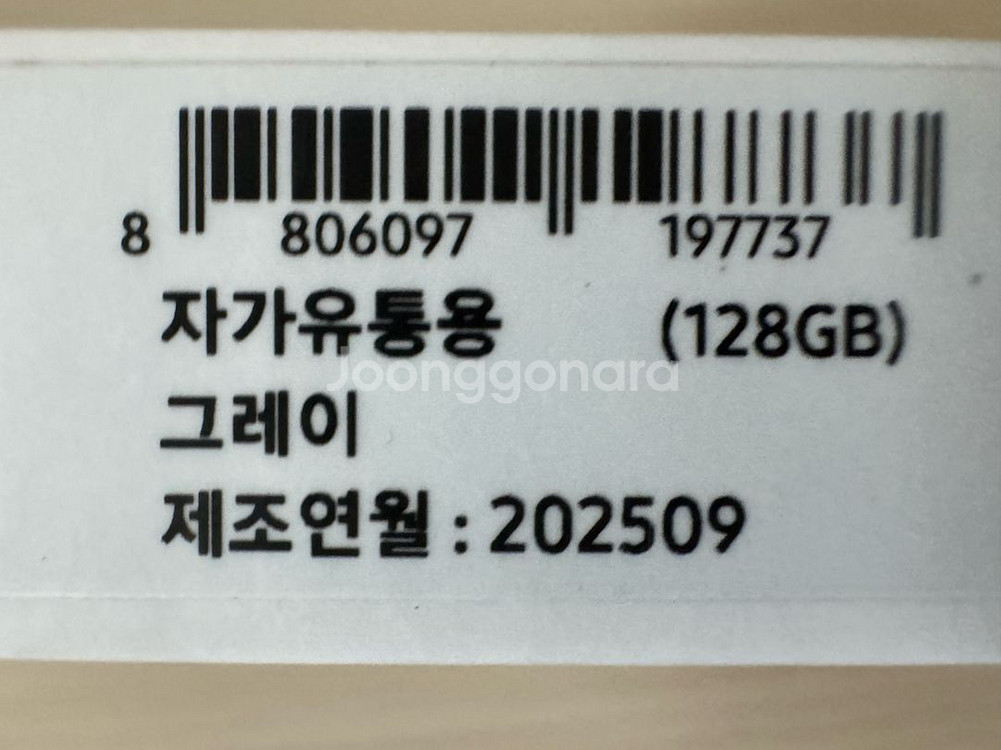 8 806097 197737
자가유통용 (128GB)
Joonggonara
그레이
제조연월 : 202509